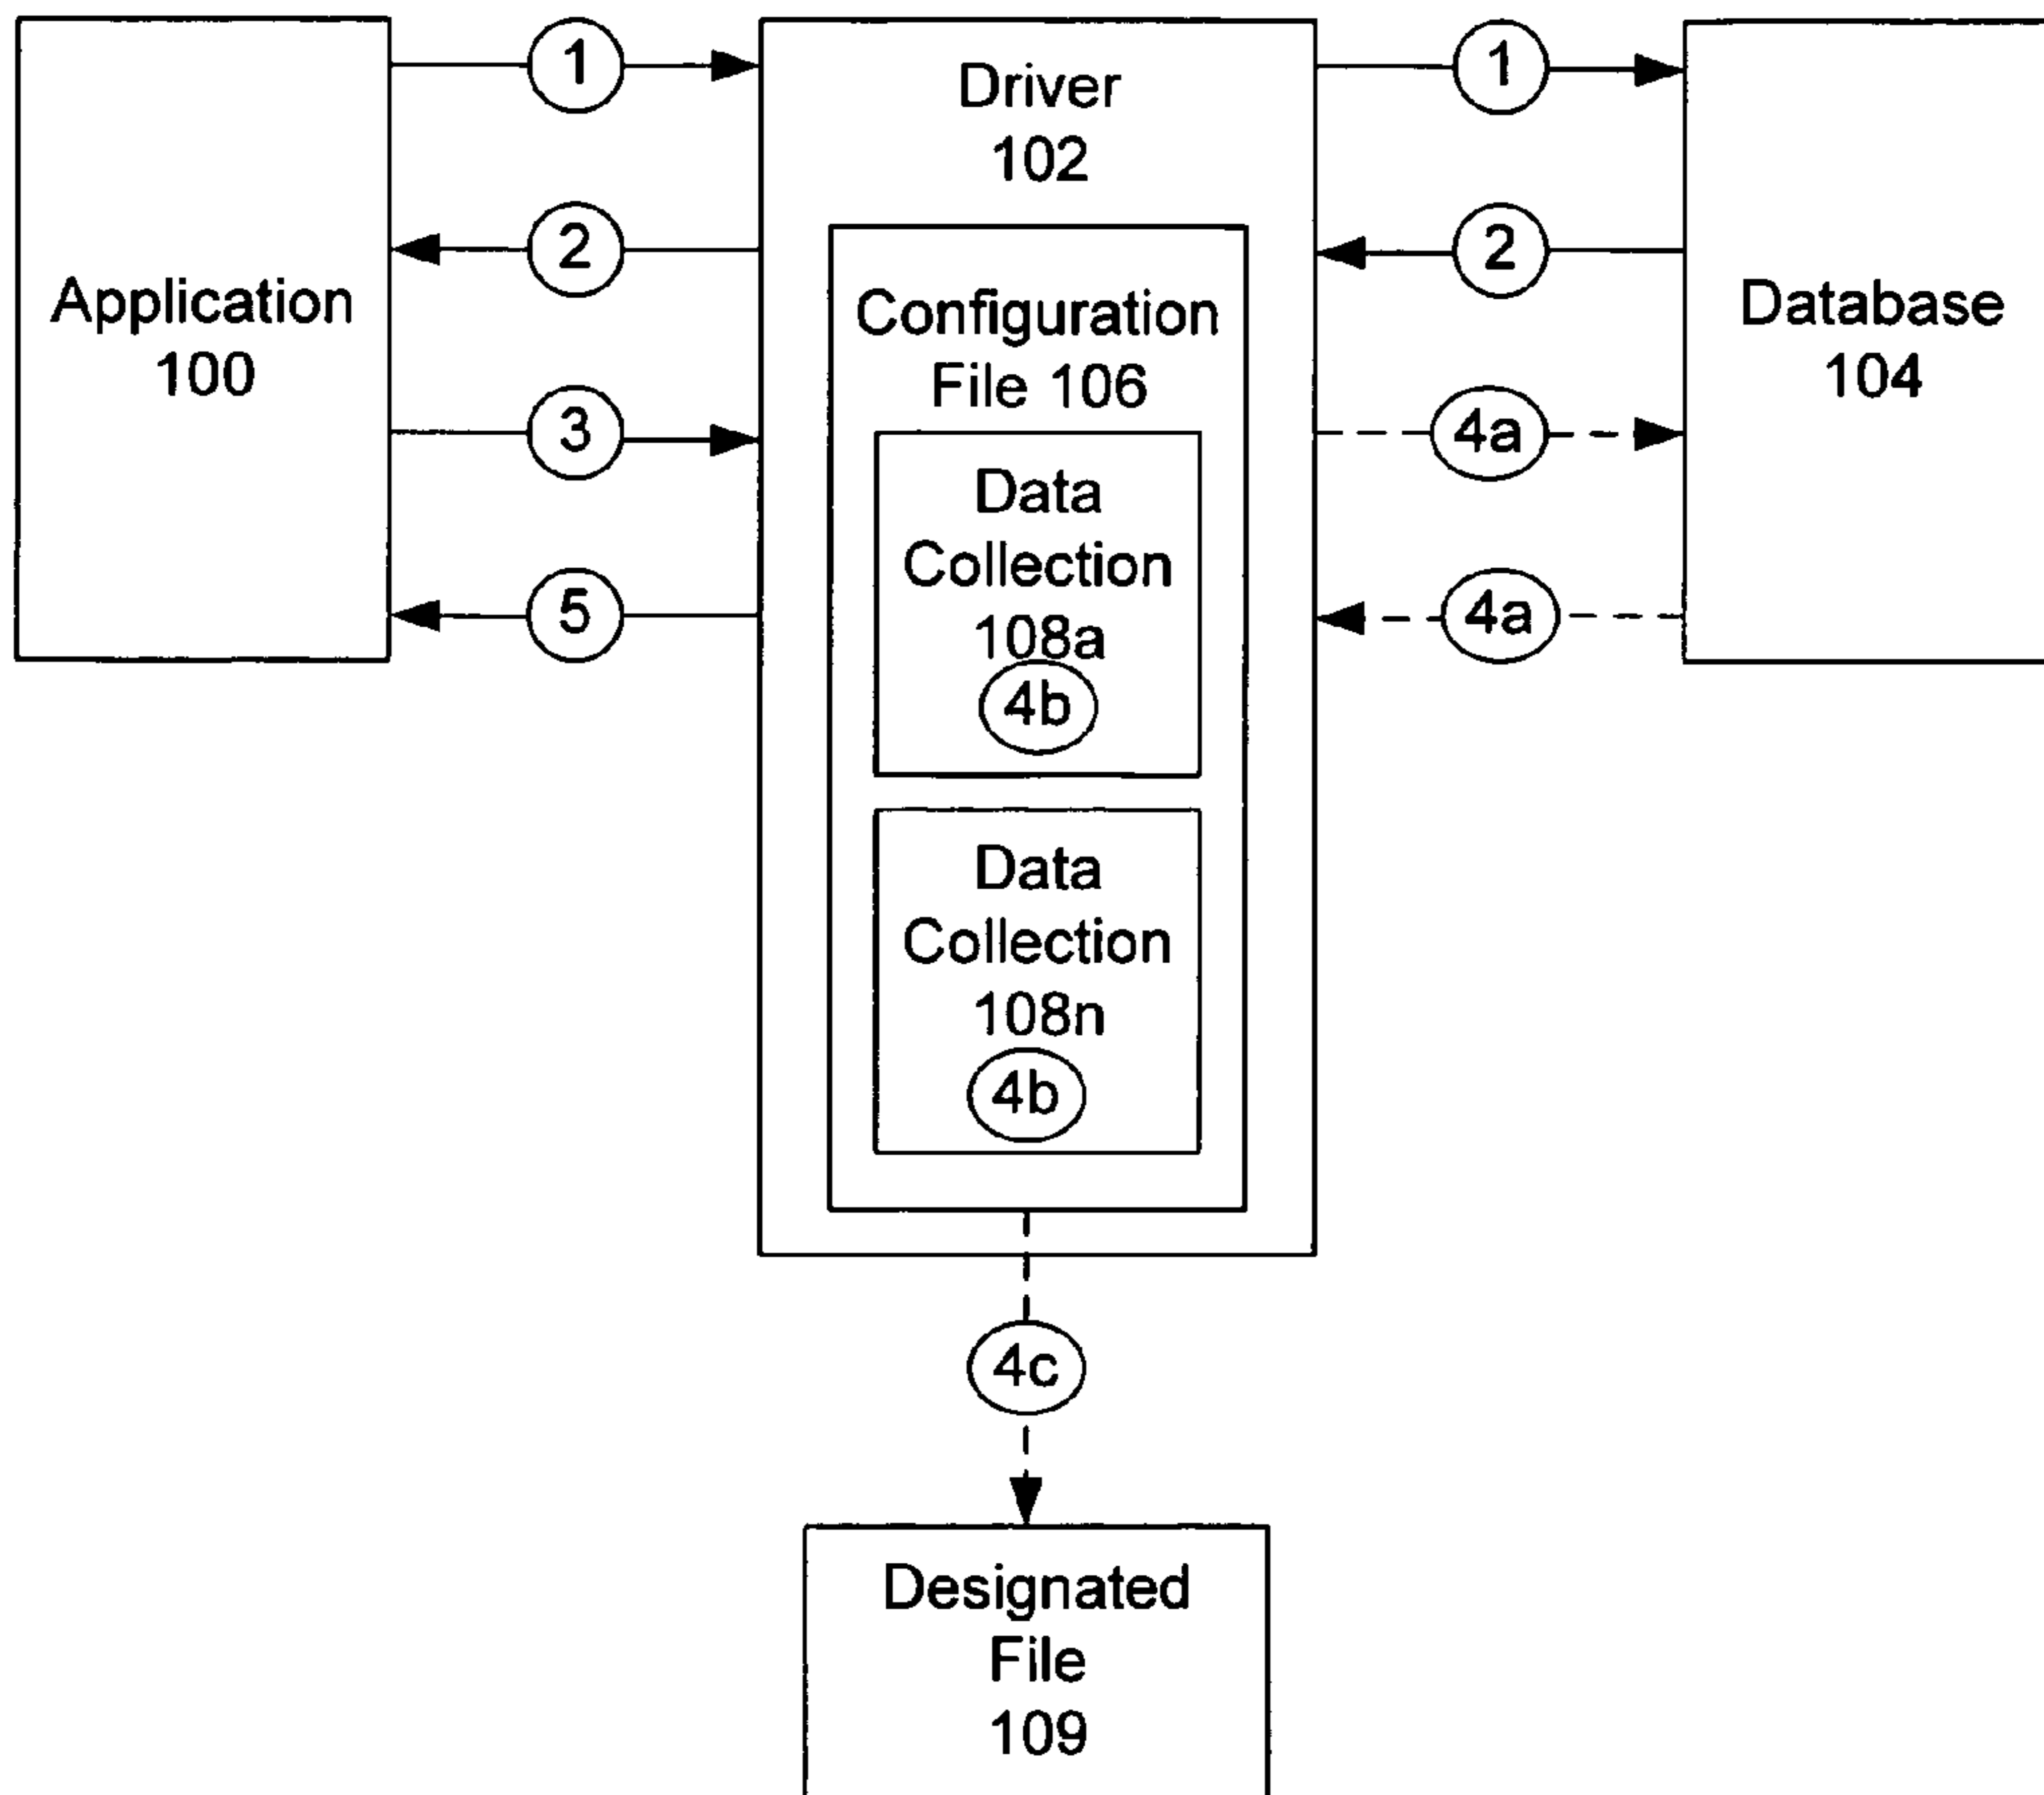 Application
100
1
2
3
5
Driver
102
Configuration
File 106
Data
Collection
108a
4b
Data
Collection
108n
4b
1
2
4a
4a
Database
104
4c
Designated
File
109